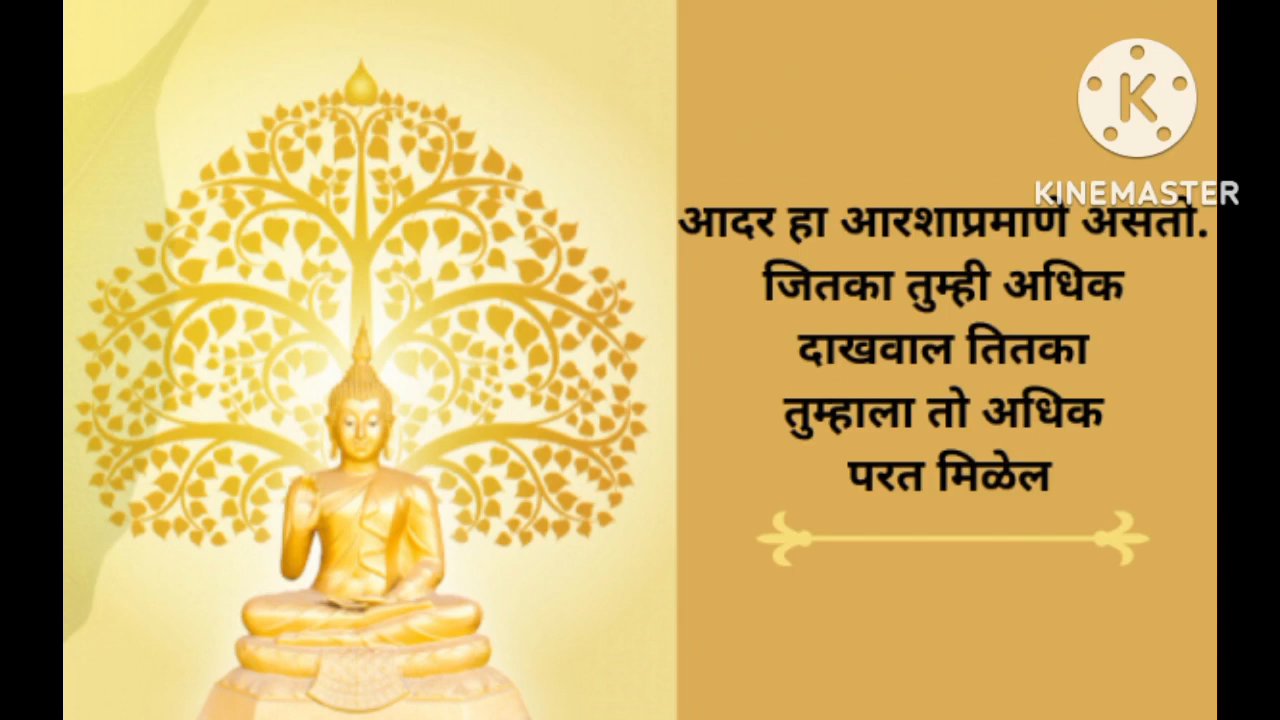 K
KINEMASTER
आदर हा आरशाप्रमाणे असतो.
जितका तुम्ही अधिक
दाखवाल तितका
तुम्हाला तो अधिक
परत मिळेल